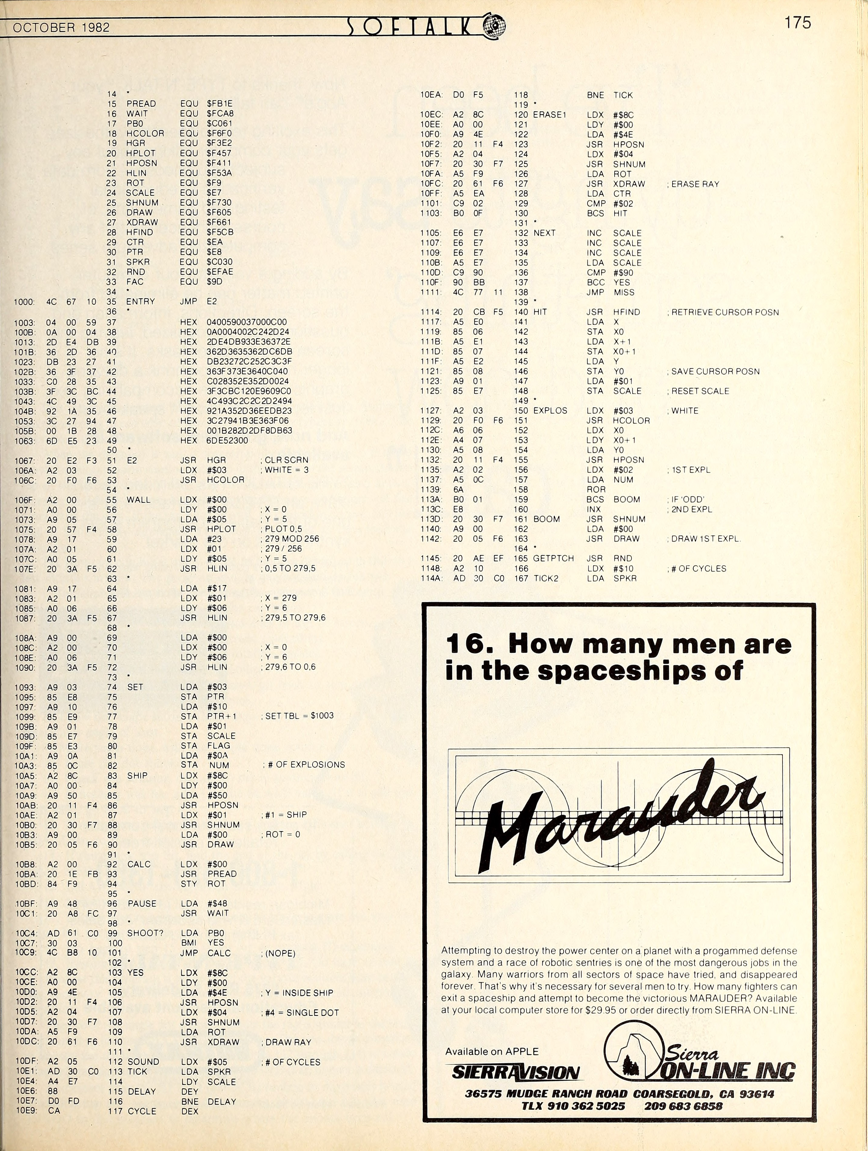 OCTOBER 1982
SOFTALK
175
14 *
15 PREAD EQU $FB1E
16 WAIT EQU $FCA8
17 PB0 EQU $C061
18 HCOLOR EQU $F6F0
19 HGR EQU $F3E2
20 HPLOT EQU $F457
21 HPOSN EQU $F411
22 HLIN EQU $F53A
23 ROT EQU $F9
24 SCALE EQU $E7
25 SHNUM EQU $F730
26 DRAW EQU $F605
27 XDRAW EQU $F661
28 HFIND EQU $F5CB
29 CTR EQU $EA
30 PTR EQU $E8
31 SPKR EQU $C030
32 RND EQU $EFAE
33 FAC EQU $9D
34 *
1000: 4C 67 10 35 ENTRY JMP E2
36 *
1003: 04 00 59 37 HEX 0400590037000C00
100B: 0A 00 04 38 HEX 0A0004002C242D24
1013: 2D E4 DB 39 HEX 2DE4DB933E36372E
101B: 36 2D 36 40 HEX 362D3635362DC6DB
1023: DB 23 27 41 HEX DB23272C252C3C3F
102B: 36 3F 37 42 HEX 363F373E3640C040
1033: C0 28 35 43 HEX C028352E352D0024
103B: 3F 3C BC 44 HEX 3F3CBC120E9609C0
1043: 4C 49 3C 45 HEX 4C493C2C2C2D2494
104B: 92 1A 35 46 HEX 921A352D36EEDB23
1053: 3C 27 94 47 HEX 3C27941B3E363F06
105B: 00 1B 28 48 HEX 001B282D2DF8DB63
1063: 6D E5 23 49 HEX 6DE52300
50 *
1067: 20 E2 F3 51 E2 JSR HGR ; CLR SCRN
106A: A2 03 52 LDX #$03 ; WHITE = 3
106C: 20 F0 F6 53 JSR HCOLOR
54 *
106F: A2 00 55 WALL LDX #$00
1071: A0 00 56 LDY #$00 ; X = 0
1073: A9 05 57 LDA #$05 ; Y = 5
1075: 20 57 F4 58 JSR HPLOT ; PLOT 0,5
1078: A9 17 59 LDA #23 ; 279 MOD 256
107A: A2 01 60 LDX #01 ; 279 / 256
107C: A0 05 61 LDY #$05 ; Y = 5
107E: 20 3A F5 62 JSR HLIN ; 0,5 TO 279,5
63 *
1081: A9 17 64 LDA #$17
1083: A2 01 65 LDX #$01 ; X = 279
1085: A0 06 66 LDY #$06 ; Y = 6
1087: 20 3A F5 67 JSR HLIN ; 279,5 TO 279,6
68 *
108A: A9 00 69 LDA #$00
108C: A2 00 70 LDX #$00 ; X = 0
108E: A0 06 71 LDY #$06 ; Y = 6
1090: 20 3A F5 72 JSR HLIN ; 279,6 TO 0,6
73 *
1093: A9 03 74 SET LDA #$03
1095: 85 E8 75 STA PTR
1097: A9 10 76 LDA #$10
1099: 85 E9 77 STA PTR+1 ; SET TBL = $1003
109B: A9 01 78 LDA #$01
109D: 85 E7 79 STA SCALE
109F: 85 E3 80 STA FLAG
10A1: A9 0A 81 LDA #$0A
10A3: 85 0C 82 STA NUM ; # OF EXPLOSIONS
10A5: A2 8C 83 SHIP LDX #$8C
10A7: A0 00 84 LDY #$00
10A9: A9 50 85 LDA #$50
10AB: 20 11 F4 86 JSR HPOSN
10AE: A2 01 87 LDX #$01 ; #1 = SHIP
10B0: 20 30 F7 88 JSR SHNUM
10B3: A9 00 89 LDA #$00 ; ROT = 0
10B5: 20 05 F6 90 JSR DRAW
91 *
10B8: A2 00 92 CALC LDX #$00
10BA: 20 1E FB 93 JSR PREAD
10BD: 84 F9 94 STY ROT
95 *
10BF: A9 48 96 PAUSE LDA #$48
10C1: 20 A8 FC 97 JSR WAIT
98 *
10C4: AD 61 C0 99 SHOOT? LDA PB0
10C7: 30 03 100 BMI YES
10C9: 4C B8 10 101 JMP CALC ; (NOPE)
102 *
10CC: A2 8C 103 YES LDX #$8C
10CE: A0 00 104 LDY #$00
10D0: A9 4E 105 LDA #$4E ; Y = INSIDE SHIP
10D2: 20 11 F4 106 JSR HPOSN
10D5: A2 04 107 LDX #$04 ; #4 = SINGLE DOT
10D7: 20 30 F7 108 JSR SHNUM
10DA: A5 F9 109 LDA ROT
10DC: 20 61 F6 110 JSR XDRAW ; DRAW RAY
111 *
10DF: A2 05 112 SOUND LDX #$05 ; # OF CYCLES
10E1: AD 30 C0 113 TICK LDA SPKR
10E4: A4 E7 114 LDY SCALE
10E6: 88 115 DELAY DEY
10E7: D0 FD 116 BNE DELAY
10E9: CA 117 CYCLE DEX
10EA: D0 F5 118 BNE TICK
119 *
10EC: A2 8C 120 ERASE1 LDX #$8C
10EE: A0 00 121 LDY #$00
10F0: A9 4E 122 LDA #$4E
10F2: 20 11 F4 123 JSR HPOSN
10F5: A2 04 124 LDX #$04
10F7: 20 30 F7 125 JSR SHNUM
10FA: A5 F9 126 LDA ROT
10FC: 20 61 F6 127 JSR XDRAW ; ERASE RAY
10FF: A5 EA 128 LDA CTR
1101: C9 02 129 CMP #$02
1103: B0 0F 130 BCS HIT
131 *
1105: E6 E7 132 NEXT INC SCALE
1107: E6 E7 133 INC SCALE
1109: E6 E7 134 INC SCALE
110B: A5 E7 135 LDA SCALE
110D: C9 90 136 CMP #$90
110F: 90 BB 137 BCC YES
1111: 4C 77 11 138 JMP MISS
139 *
1114: 20 CB F5 140 HIT JSR HFIND ; RETRIEVE CURSOR POSN
1117: A5 E0 141 LDA X
1119: 85 06 142 STA X0
111B: A5 E1 143 LDA X+1
111D: 85 07 144 STA X0+1
111F: A5 E2 145 LDA Y
1121: 85 08 146 STA Y0 ; SAVE CURSOR POSN
1123: A9 01 147 LDA #$01
1125: 85 E7 148 STA SCALE ; RESET SCALE
149 *
1127: A2 03 150 EXPLOS LDX #$03 ; WHITE
1129: 20 F0 F6 151 JSR HCOLOR
112C: A6 06 152 LDX X0
112E: A4 07 153 LDY X0+1
1130: A5 08 154 LDA Y0
1132: 20 11 F4 155 JSR HPOSN
1135: A2 02 156 LDX #$02 ; 1ST EXPL
1137: A5 0C 157 LDA NUM
1139: 6A 158 ROR
113A: B0 01 159 BCS BOOM ; IF 'ODD'
113C: E8 160 INX ; 2ND EXPL
113D: 20 30 F7 161 BOOM JSR SHNUM
1140: A9 00 162 LDA #$00
1142: 20 05 F6 163 JSR DRAW ; DRAW 1ST EXPL.
164 *
1145: 20 AE EF 165 GETPTCH JSR RND
1148: A2 10 166 LDX #$10 ; # OF CYCLES
114A: AD 30 C0 167 TICK2 LDA SPKR
16. How many men are
in the spaceships of
Marauder
Attempting to destroy the power center on a planet with a progammed defense
system and a race of robotic sentries is one of the most dangerous jobs in the
galaxy. Many warriors from all sectors of space have tried, and disappeared
forever. That's why it's necessary for several men to try. How many fighters can
exit a spaceship and attempt to become the victorious MARAUDER? Available
at your local computer store for $29.95 or order directly from SIERRA ON-LINE.
Available on APPLE
SIERRAVISION
Sierra
ON-LINE INC
36575 MUDGE RANCH ROAD COARSEGOLD, CA 93614
TLX 910 362 5025 209 683 6858